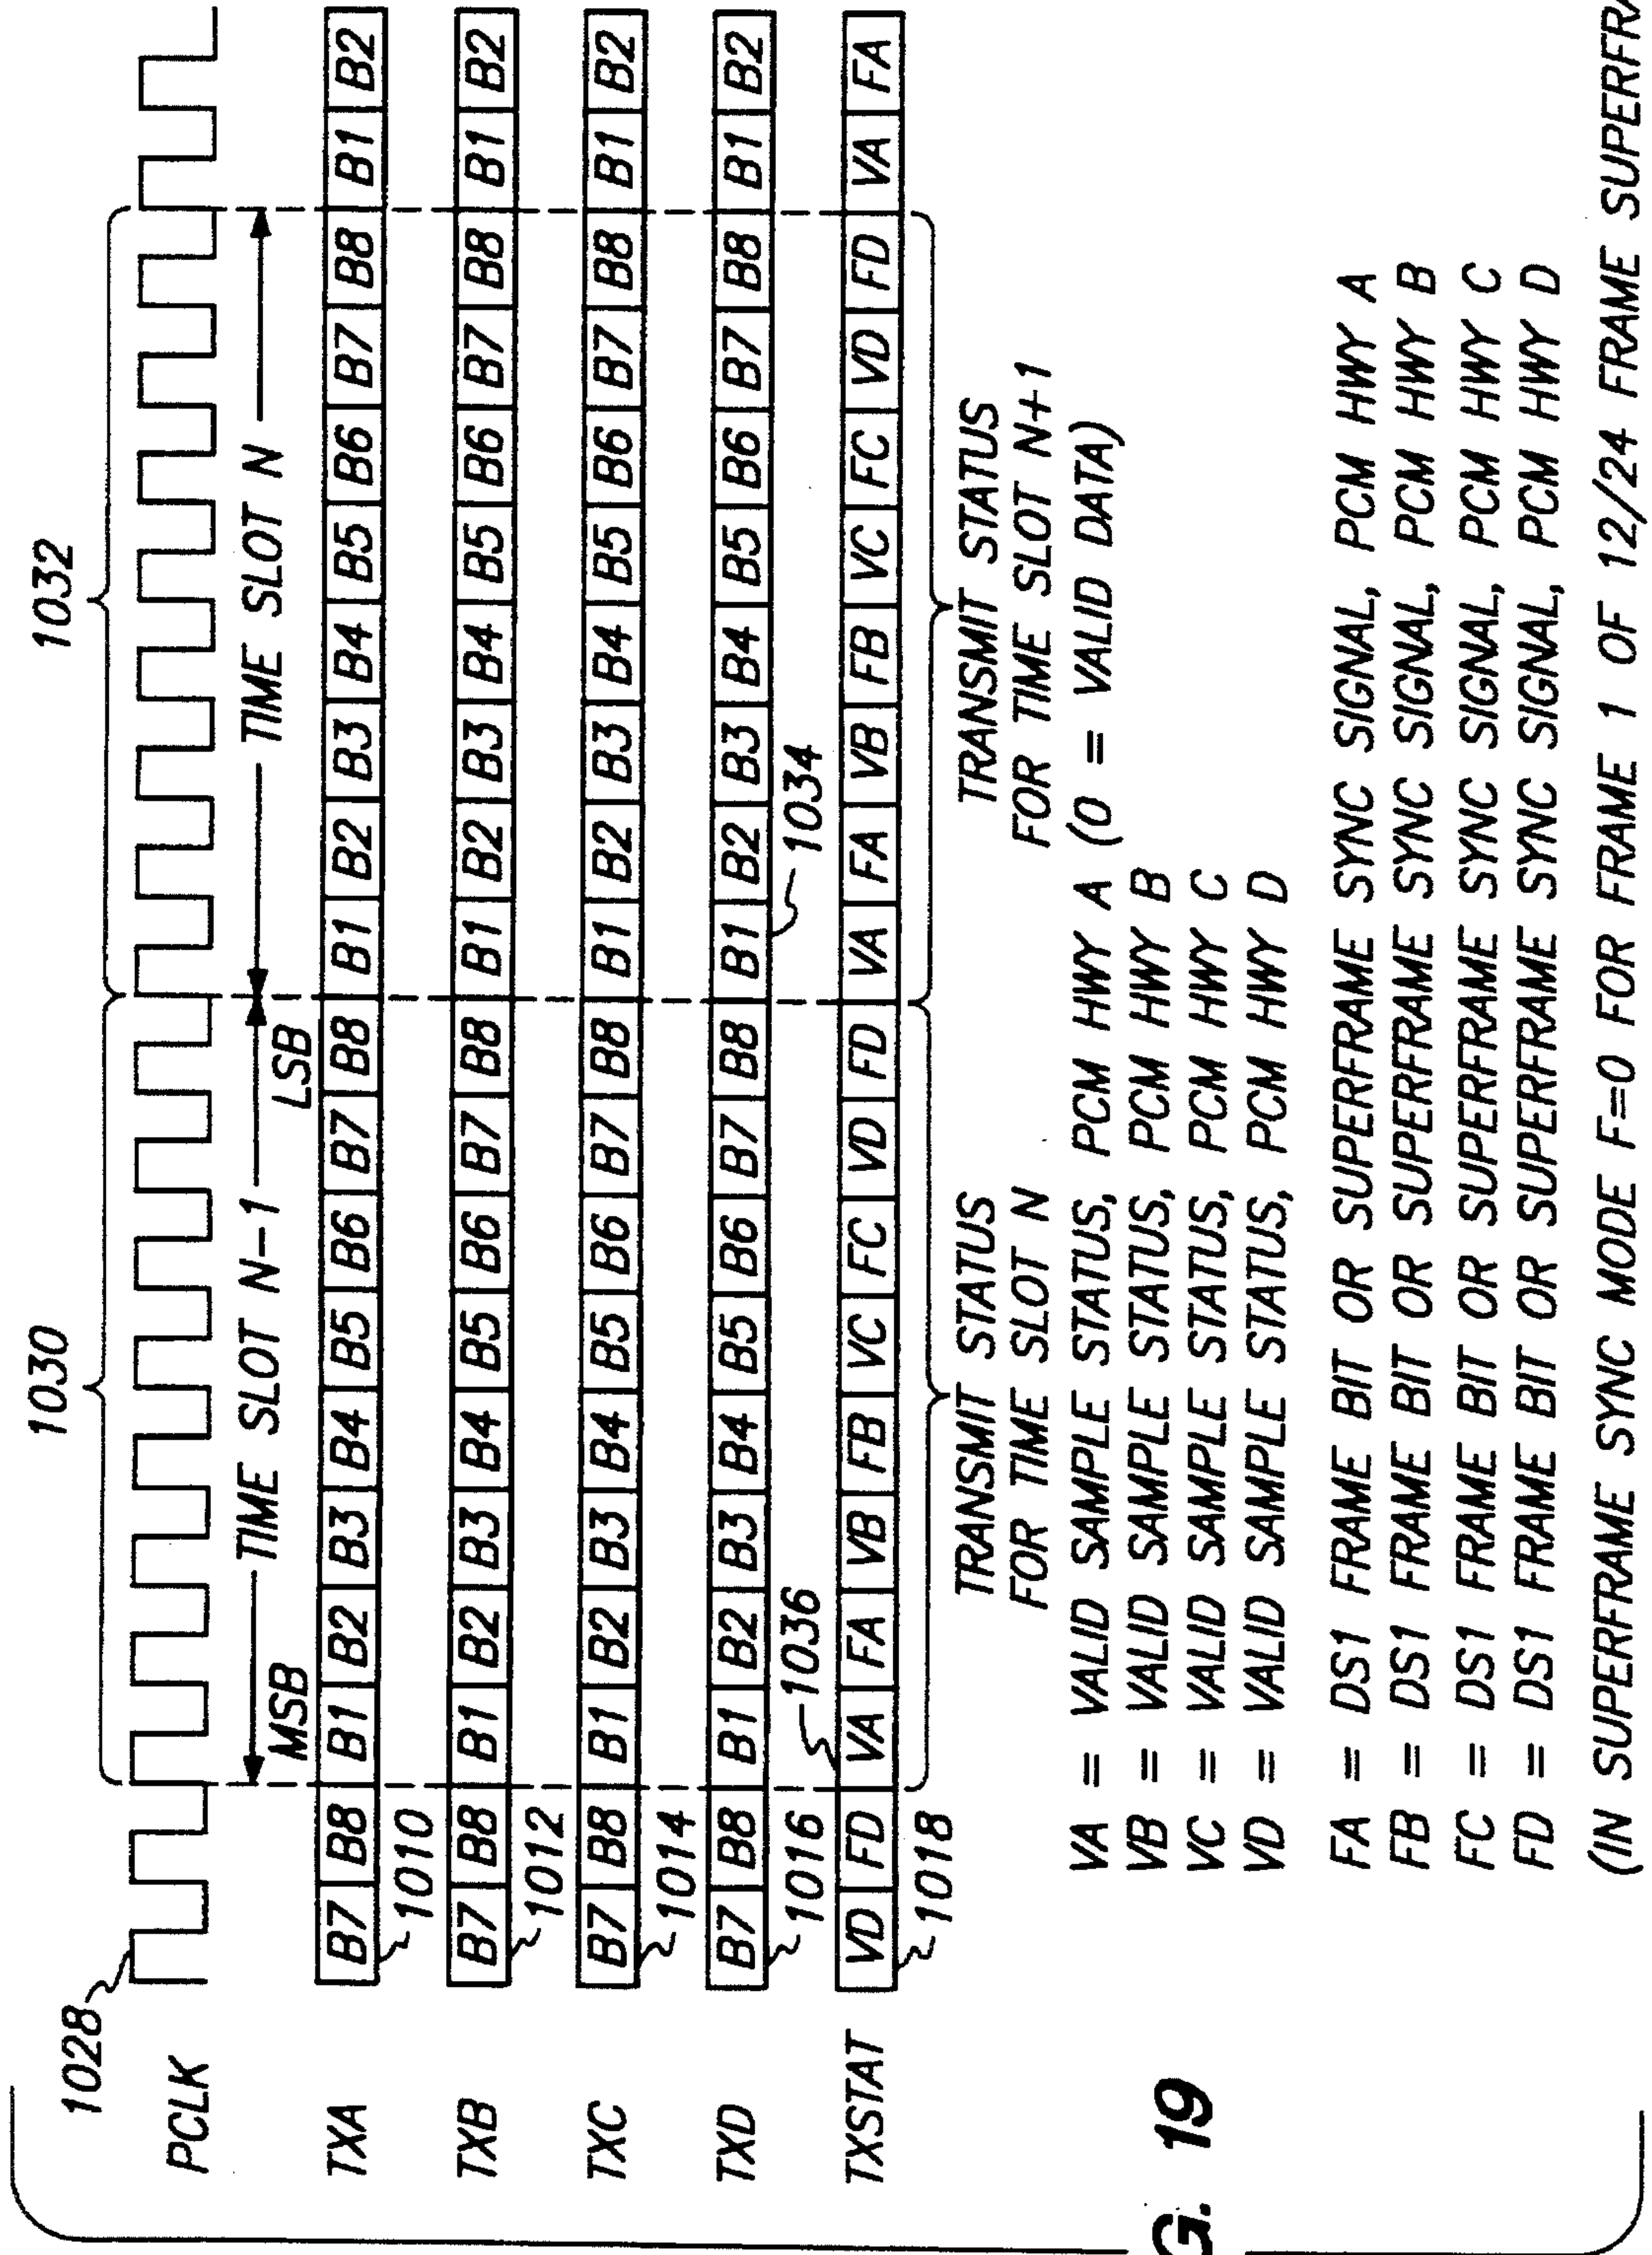 1028
1030
1032
PCLK
TIME SLOT N-1
TIME SLOT N
MSB
LSB
TXA
B7 B8 B1 B2 B3 B4 B5 B6 B7 B8 B1 B2 B3 B4 B5 B6 B7 B8 B1 B2
1010
TXB
B7 B8 B1 B2 B3 B4 B5 B6 B7 B8 B1 B2 B3 B4 B5 B6 B7 B8 B1 B2
1012
TXC
B7 B8 B1 B2 B3 B4 B5 B6 B7 B8 B1 B2 B3 B4 B5 B6 B7 B8 B1 B2
1014
TXD
B7 B8 B1 B2 B3 B4 B5 B6 B7 B8 B1 B2 B3 B4 B5 B6 B7 B8 B1 B2
1016
1036
1034
TXSTAT
VD FD VA FA VB FB VC FC VD FD VA FA VB FB VC FC VD FD VA FA
1018
TRANSMIT STATUS
FOR TIME SLOT N
TRANSMIT STATUS
FOR TIME SLOT N+1
(0 = VALID DATA)
VA = VALID SAMPLE STATUS, PCM HWY A
VB = VALID SAMPLE STATUS, PCM HWY B
VC = VALID SAMPLE STATUS, PCM HWY C
VD = VALID SAMPLE STATUS, PCM HWY D
FA = DS1 FRAME BIT OR SUPERFRAME SYNC SIGNAL, PCM HWY A
FB = DS1 FRAME BIT OR SUPERFRAME SYNC SIGNAL, PCM HWY B
FC = DS1 FRAME BIT OR SUPERFRAME SYNC SIGNAL, PCM HWY C
FD = DS1 FRAME BIT OR SUPERFRAME SYNC SIGNAL, PCM HWY D
(IN SUPERFRAME SYNC MODE F=0 FOR FRAME 1 OF 12/24 FRAME SUPERFRA
G. 19